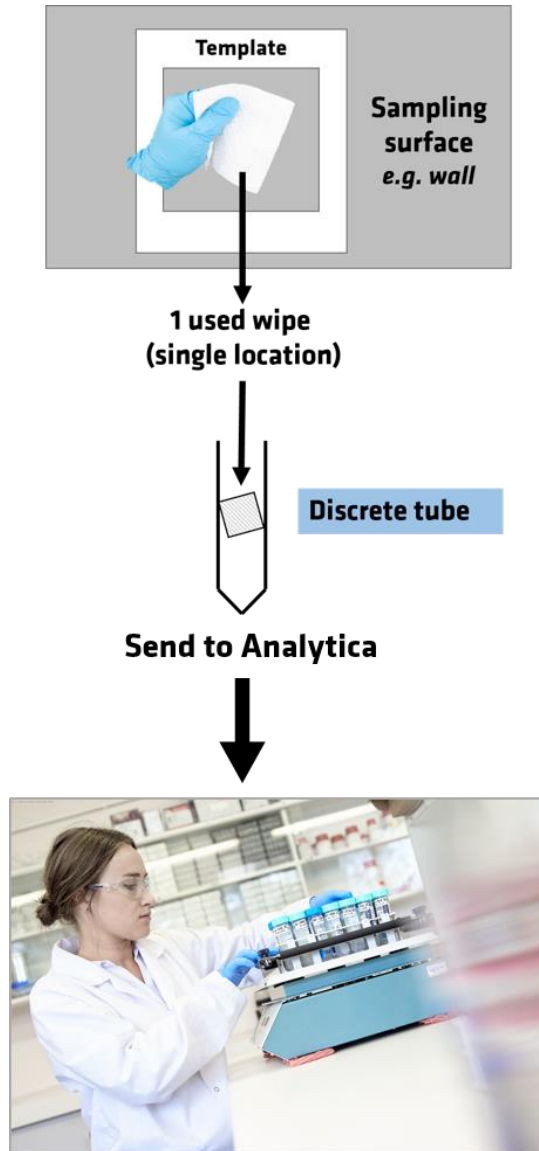 Template
Sampling
surface
e.g. wall
1 used wipe
(single location)
Discrete tube
Send to Analytica